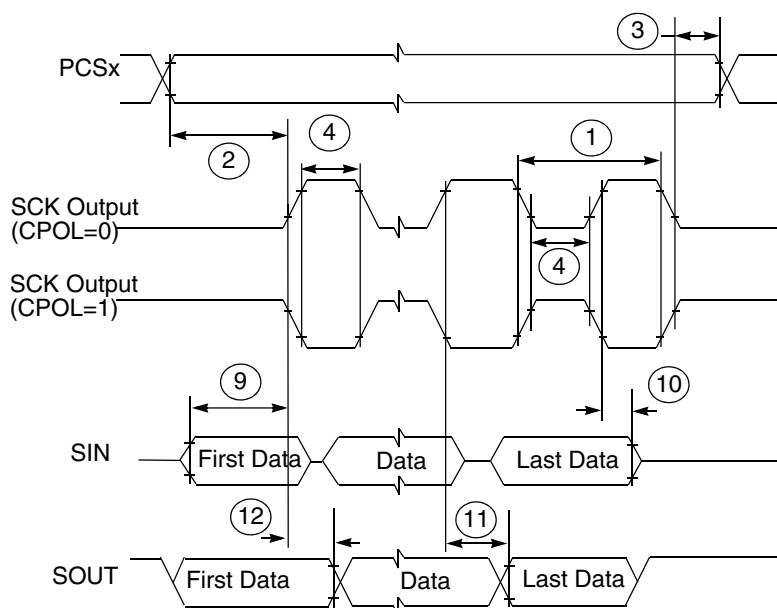 3
PCSx
2
4
1
SCK Output
(CPOL=0)
4
SCK Output
(CPOL=1)
9
10
SIN
First Data
Data
Last Data
12
11
SOUT
First Data
Data
Last Data